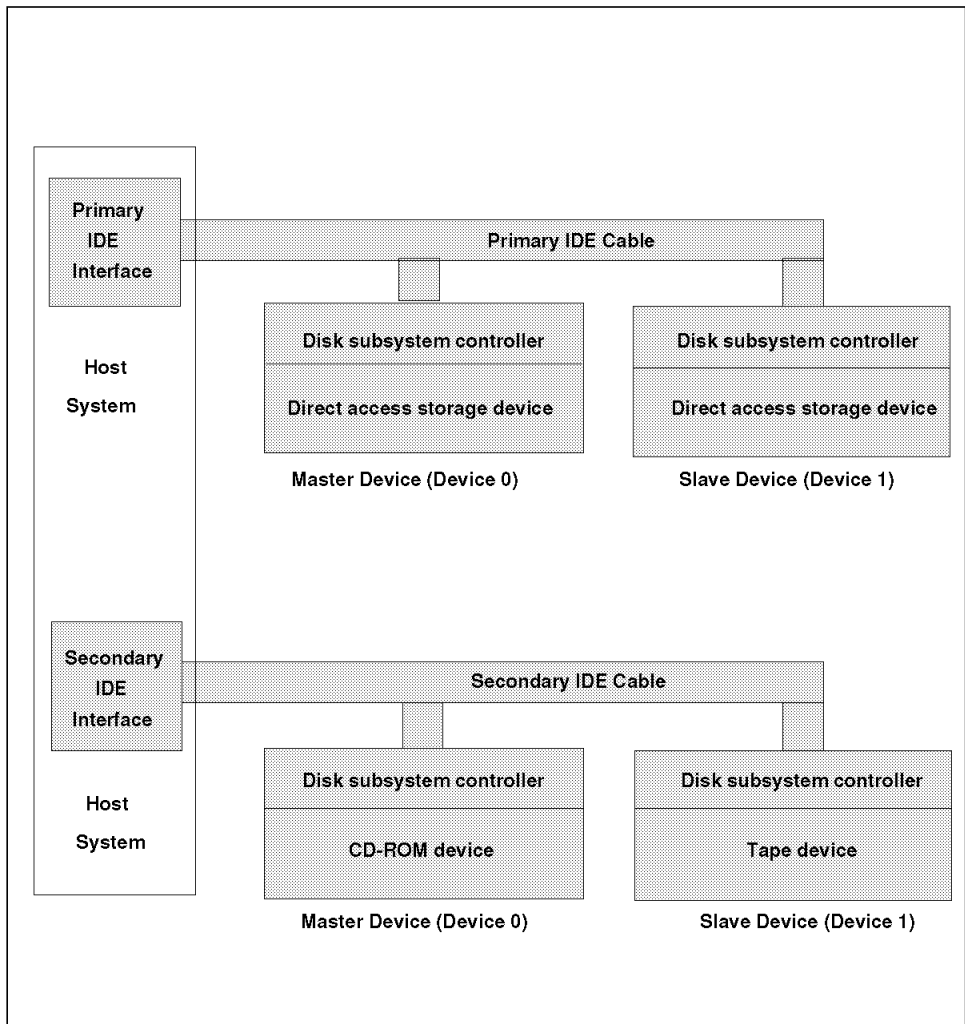 Primary
IDE
Interface
Primary IDE Cable
Disk subsystem controller
Direct access storage device
Master Device (Device 0)
Disk subsystem controller
Direct access storage device
Slave Device (Device 1)
Host
System
Secondary
IDE
Interface
Secondary IDE Cable
Disk subsystem controller
CD-ROM device
Master Device (Device 0)
Disk subsystem controller
Tape device
Slave Device (Device 1)
Host
System